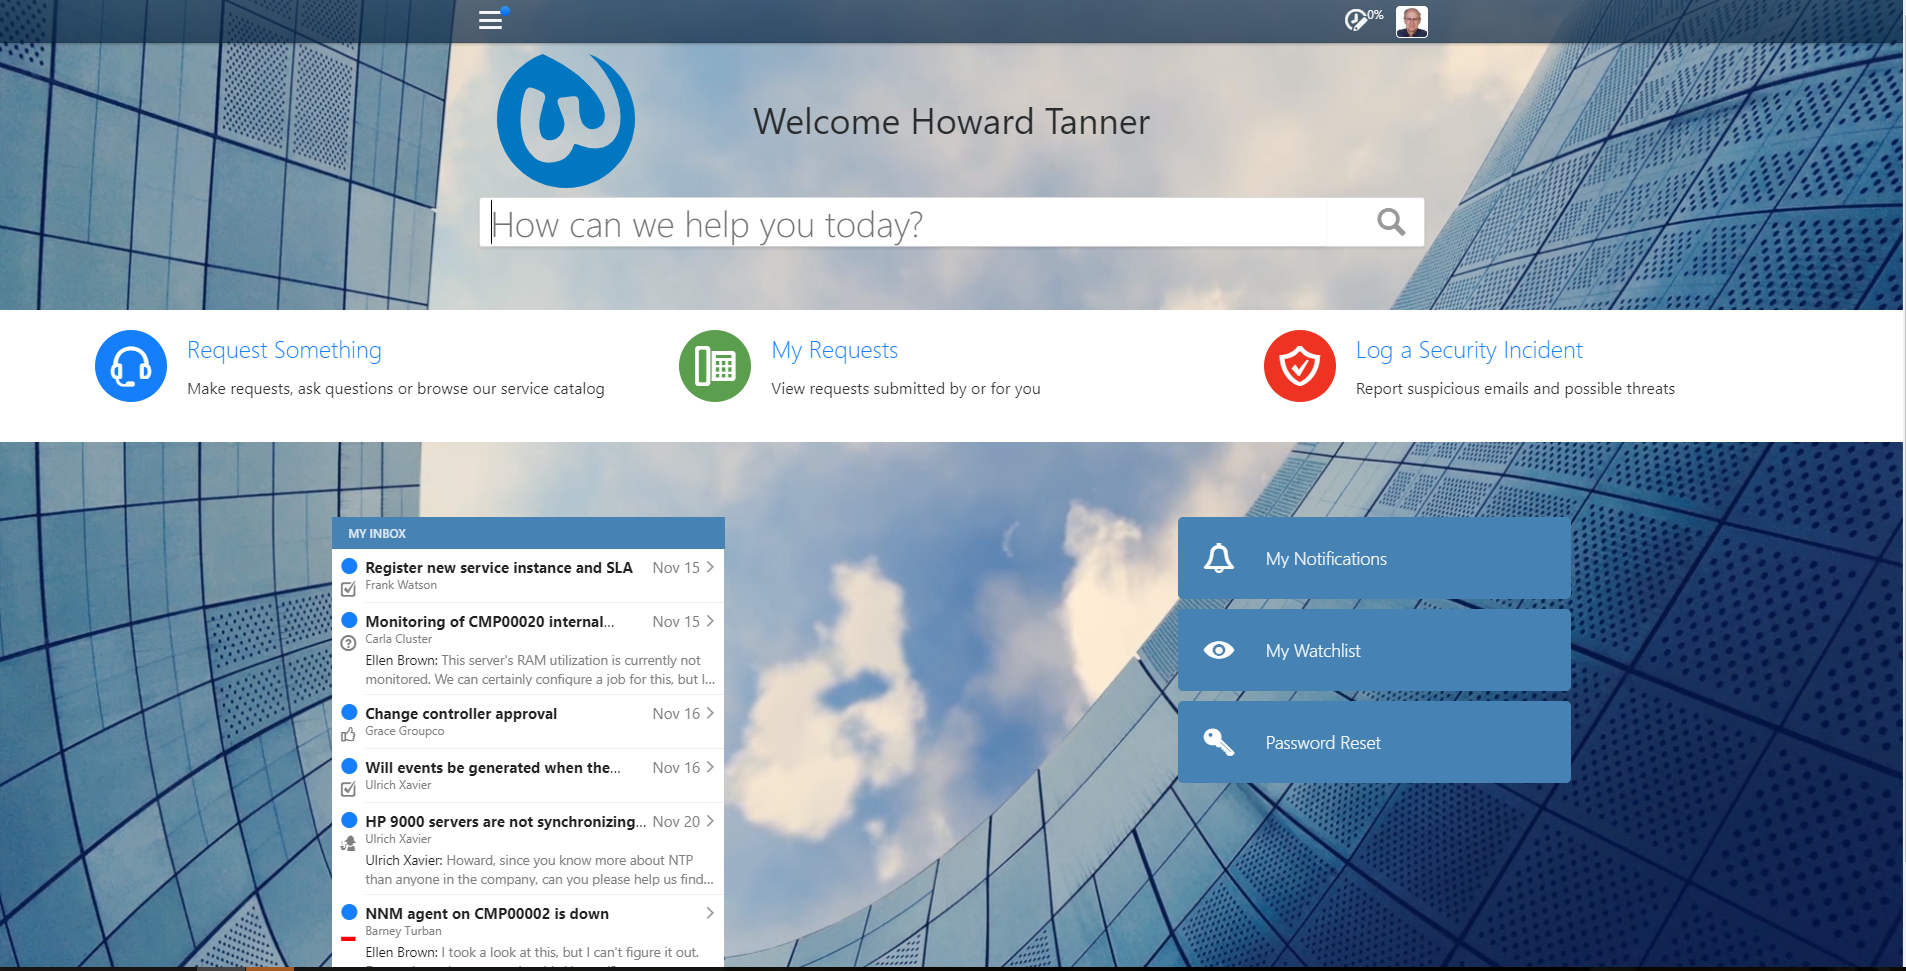 0%
Welcome Howard Tanner
How can we help you today?
Request Something
Make requests, ask questions or browse our service catalog
My Requests
View requests submitted by or for you
Log a Security Incident
Report suspicious emails and possible threats
MY INBOX
Register new service instance and SLA Nov 15
Frank Watson
Monitoring of CMP00020 internal... Nov 15
Carla Cluster
Ellen Brown: This server's RAM utilization is currently not
monitored. We can certainly configure a job for this, but I...
Change controller approval Nov 16
Grace Groupco
Will events be generated when the... Nov 16
Ulrich Xavier
HP 9000 servers are not synchronizing... Nov 20
Ulrich Xavier
Ulrich Xavier: Howard, since you know more about NTP
than anyone in the company, can you please help us find...
NNM agent on CMP00002 is down
Barney Turban
Ellen Brown: I took a look at this, but I can't figure it out.
My Notifications
My Watchlist
Password Reset